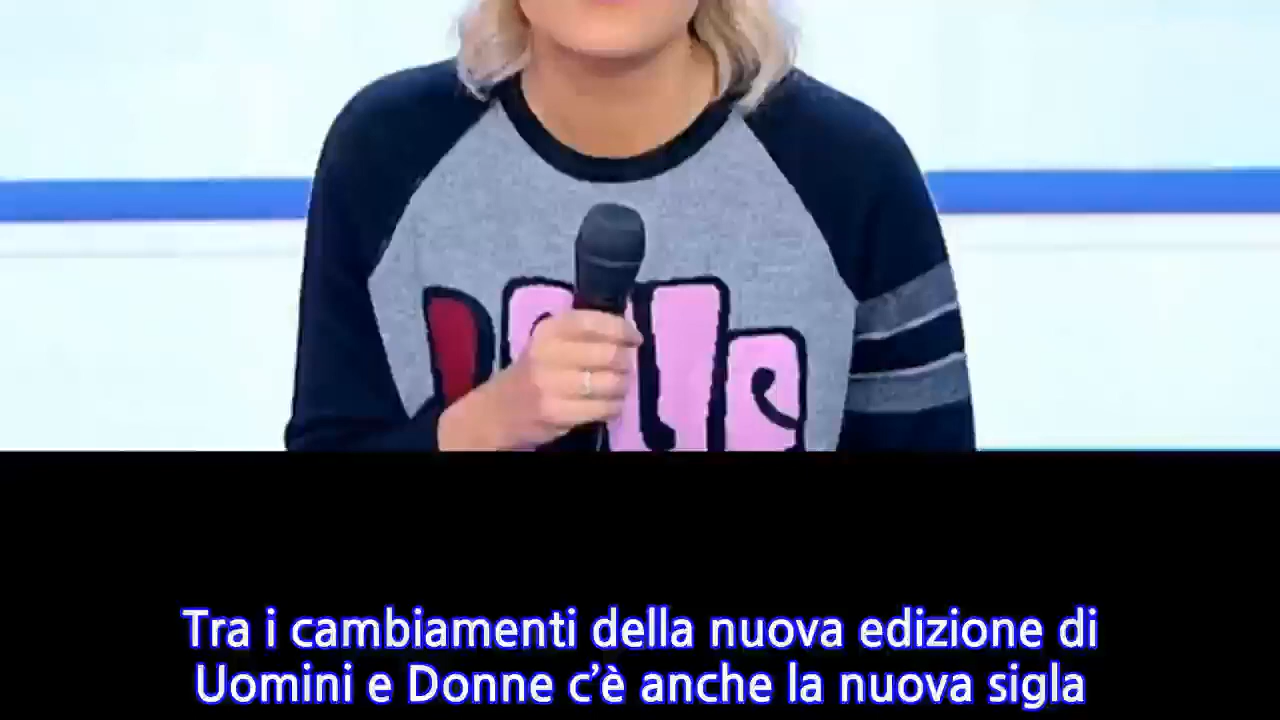 Tra i cambiamenti della nuova edizione di
Uomini e Donne c’è anche la nuova sigla